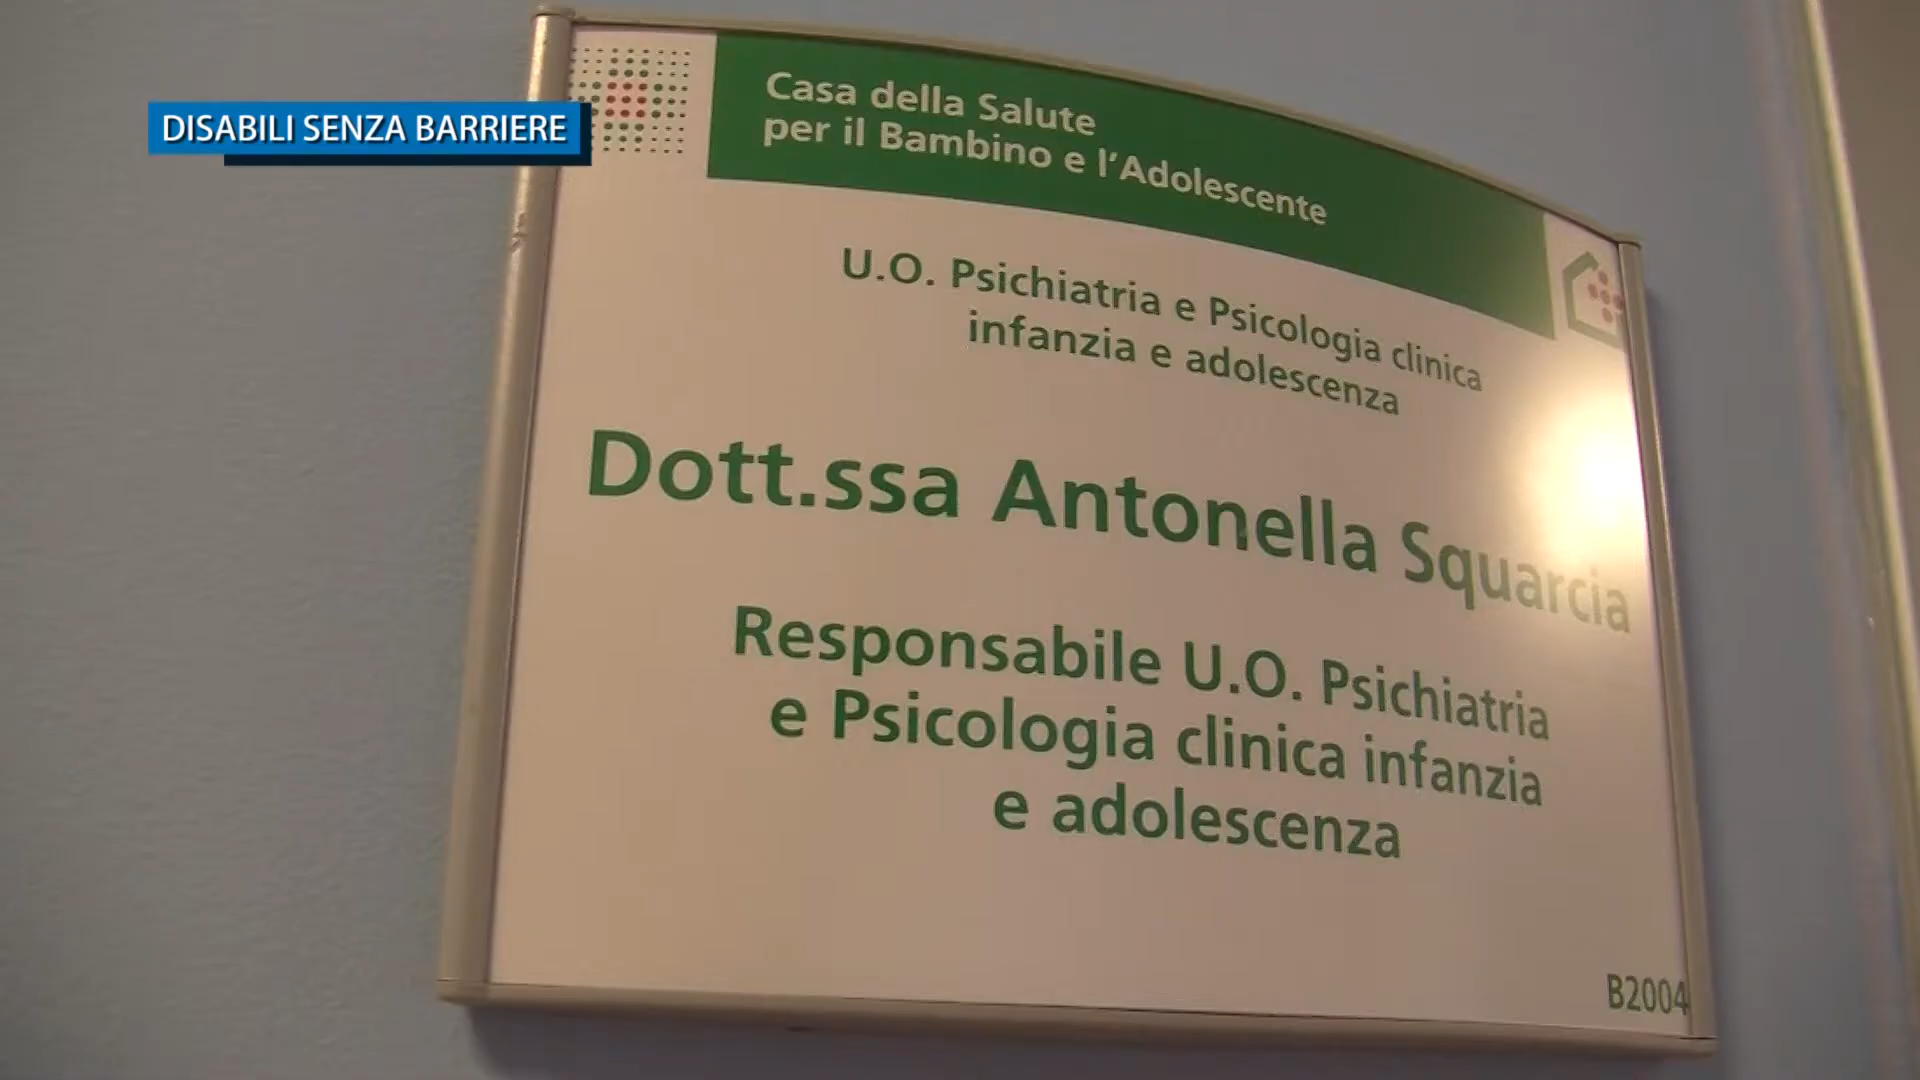 DISABILI SENZA BARRIERE
Casa della Salute
per il Bambino e l'Adolescente
U.O. Psichiatria e Psicologia clinica
infanzia e adolescenza
Dott.ssa Antonella Squarcia
Responsabile U.O. Psichiatria
e Psicologia clinica infanzia
e adolescenza
B2004